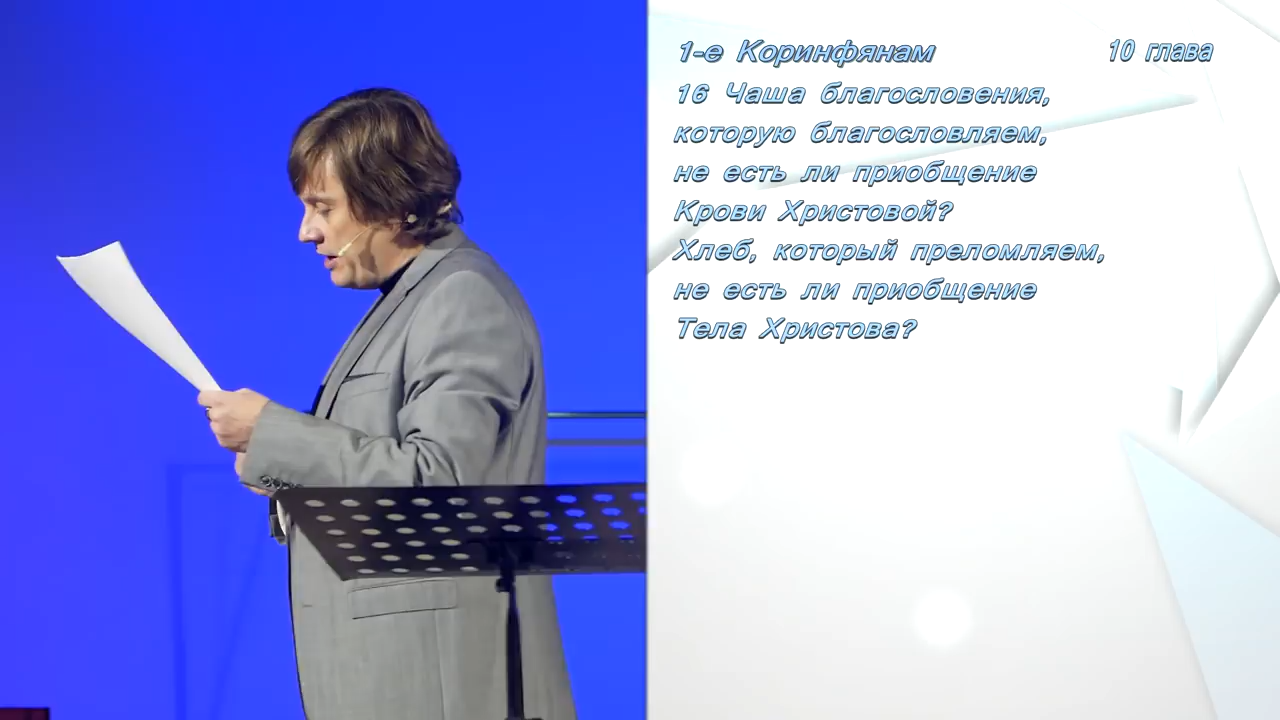 1-е Коринфянам 10 глава
16 Чаша благословения,
которую благословляем,
не есть ли приобщение
Крови Христовой?
Хлеб, который преломляем,
не есть ли приобщение
Тела Христова?